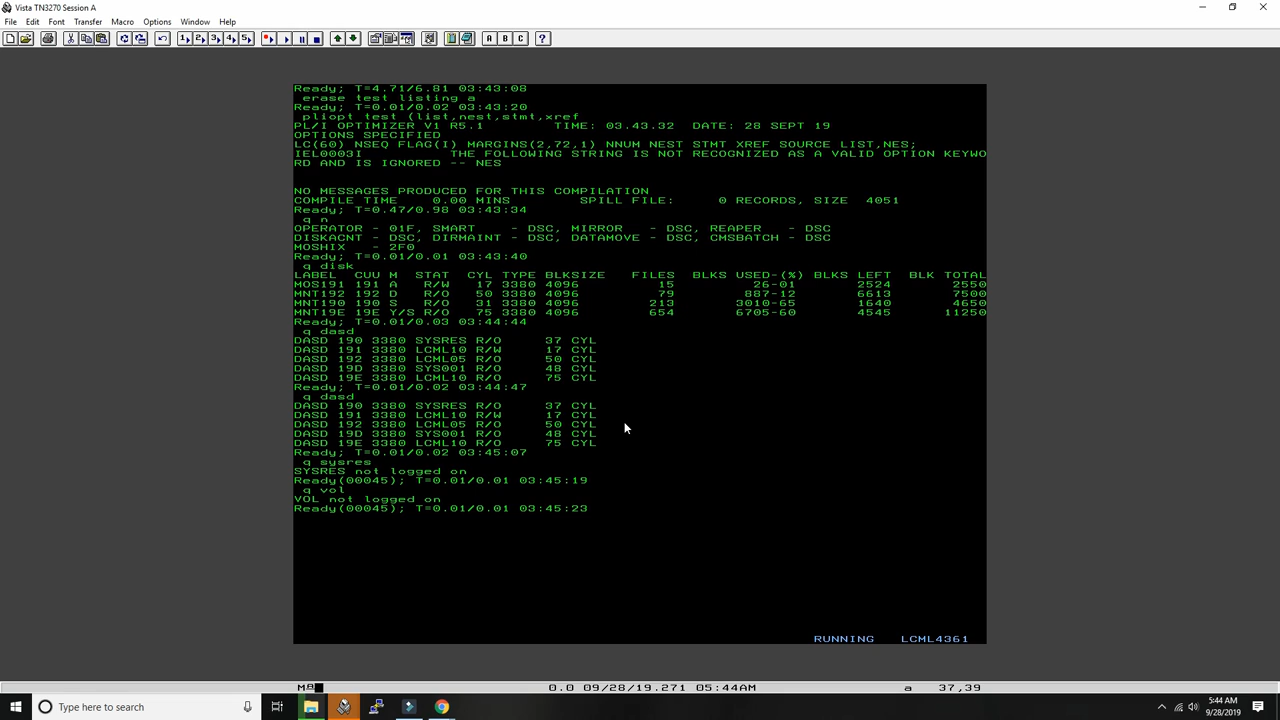 Vista TN3270 Session A
File Edit Font Transfer Macro Options Window Help
1 2 3 4 5 A B C ?
Ready; T=4.71/6.81 03:43:08
erase test listing a
Ready; T=0.01/0.02 03:43:20
pliopt test (list,nest,stmt,xref
PL/I OPTIMIZER V1 R5.1 TIME: 03.43.32 DATE: 28 SEPT 19
OPTIONS SPECIFIED
LC(60) NSEQ FLAG(I) MARGINS(2,72,1) NNUM NEST STMT XREF SOURCE LIST,NES;
IEL0003I THE FOLLOWING STRING IS NOT RECOGNIZED AS A VALID OPTION KEYWO
RD AND IS IGNORED -- NES
NO MESSAGES PRODUCED FOR THIS COMPILATION
COMPILE TIME 0.00 MINS SPILL FILE: 0 RECORDS, SIZE 4051
Ready; T=0.47/0.98 03:43:34
q n
OPERATOR - 01F, SMART - DSC, MIRROR - DSC, REAPER - DSC
DISKACNT - DSC, DIRMAINT - DSC, DATAMOVE - DSC, CMSBATCH - DSC
MOSHIX - 2F0
Ready; T=0.01/0.01 03:43:40
q disk
LABEL CUU M STAT CYL TYPE BLKSIZE FILES BLKS USED-(%) BLKS LEFT BLK TOTAL
MOS191 191 A R/W 17 3380 4096 15 26-01 2524 2550
MNT192 192 D R/O 50 3380 4096 79 887-12 6613 7500
MNT190 190 S R/O 31 3380 4096 213 3010-65 1640 4650
MNT19E 19E Y/S R/O 75 3380 4096 654 6705-60 4545 11250
Ready; T=0.01/0.03 03:44:44
q dasd
DASD 190 3380 SYSRES R/O 37 CYL
DASD 191 3380 LCML10 R/W 17 CYL
DASD 192 3380 LCML05 R/O 50 CYL
DASD 19D 3380 SYS001 R/O 48 CYL
DASD 19E 3380 LCML10 R/O 75 CYL
Ready; T=0.01/0.02 03:44:47
q dasd
DASD 190 3380 SYSRES R/O 37 CYL
DASD 191 3380 LCML10 R/W 17 CYL
DASD 192 3380 LCML05 R/O 50 CYL
DASD 19D 3380 SYS001 R/O 48 CYL
DASD 19E 3380 LCML10 R/O 75 CYL
Ready; T=0.01/0.02 03:45:07
q sysres
SYSRES not logged on
Ready(00045); T=0.01/0.01 03:45:19
q vol
VOL not logged on
Ready(00045); T=0.01/0.01 03:45:23
RUNNING LCML4361
0.0 09/28/19.271 05:44AM a 37,39
Type here to search
5:44 AM
9/28/2019